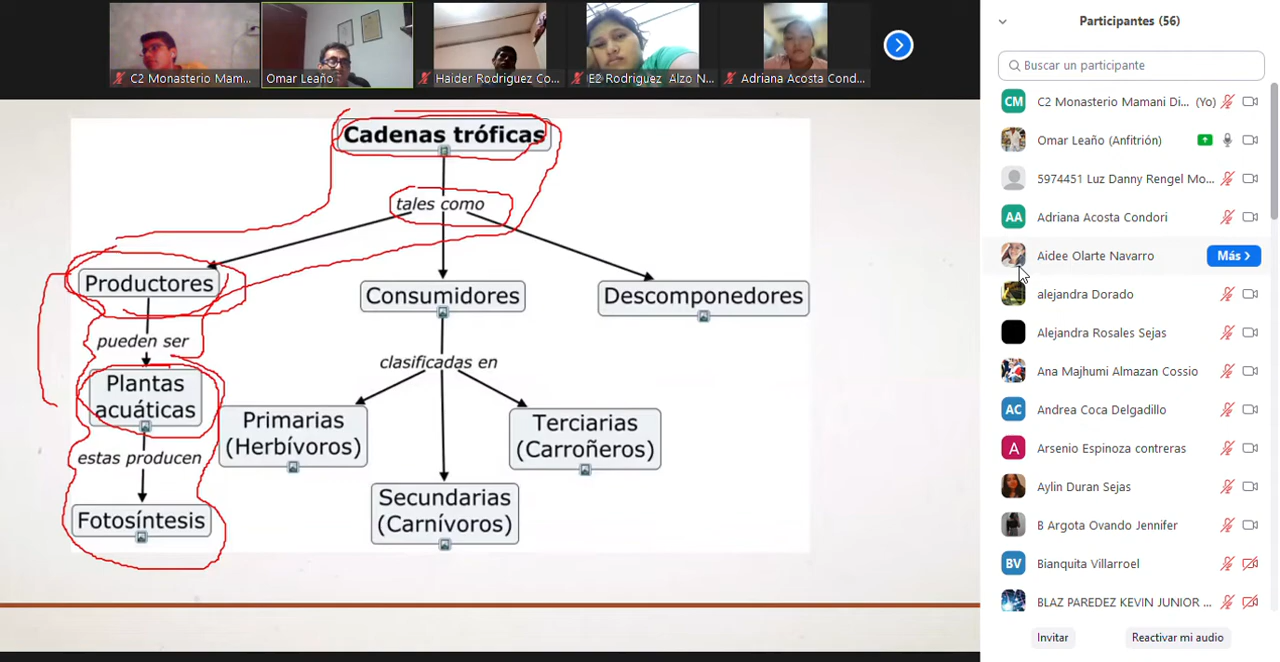 C2 Monasterio Mam...
Omar Leaño
Haider Rodriguez Co...
E2 Rodriguez Alzo N...
Adriana Acosta Cond...
Cadenas tróficas
tales como
Productores
Consumidores
Descomponedores
pueden ser
clasificadas en
Plantas
acuáticas
Primarias
(Herbívoros)
Terciarias
(Carroñeros)
estas producen
Secundarias
(Carnívoros)
Fotosíntesis
Participantes (56)
Buscar un participante
CM C2 Monasterio Mamani Di... (Yo)
Omar Leaño (Anfitrión)
5974451 Luz Danny Rengel Mo...
AA Adriana Acosta Condori
Aidee Olarte Navarro Más >
alejandra Dorado
Alejandra Rosales Sejas
Ana Majhumi Almazan Cossio
AC Andrea Coca Delgadillo
A Arsenio Espinoza contreras
Aylin Duran Sejas
B Argota Ovando Jennifer
BV Bianquita Villarroel
BLAZ PAREDEZ KEVIN JUNIOR ...
Invitar Reactivar mi audio